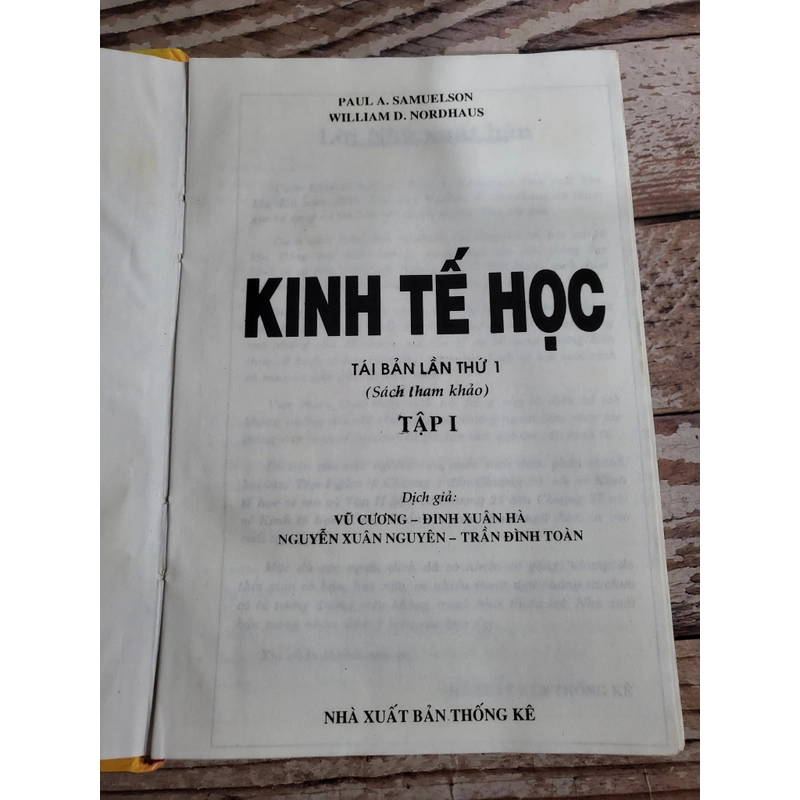 PAUL A. SAMUELSON
WILLIAM D. NORDHAUS
KINH TẾ HỌC
TÁI BẢN LẦN THỨ 1
(Sách tham khảo)
TẬP I
Dịch giả:
VŨ CƯƠNG – ĐINH XUÂN HÀ
NGUYỄN XUÂN NGUYÊN – TRẦN ĐÌNH TOÀN
NHÀ XUẤT BẢN THỐNG KÊ